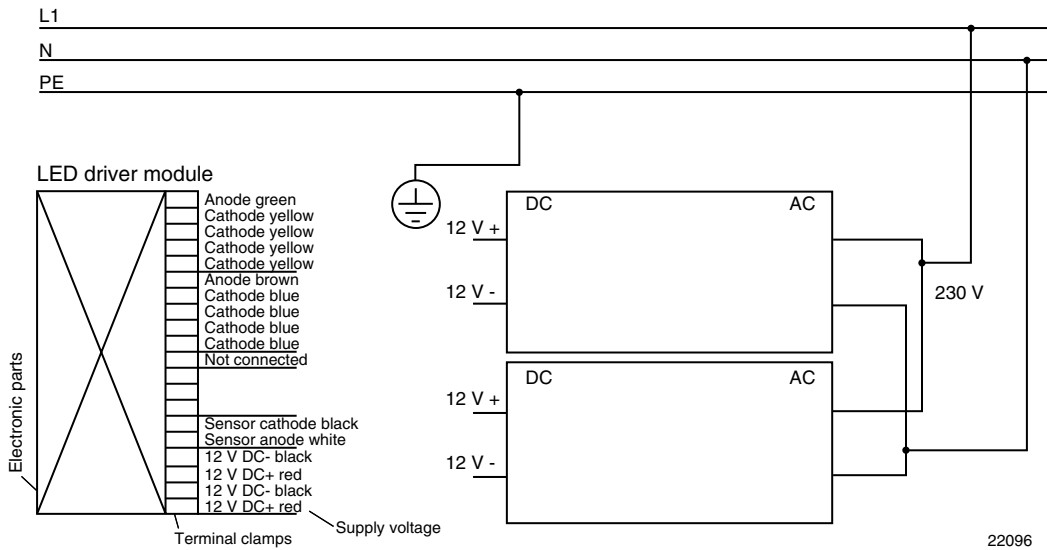 L1
N
PE
LED driver module
Anode green
Cathode yellow
Cathode yellow
Cathode yellow
Cathode yellow
Anode brown
Cathode blue
Cathode blue
Cathode blue
Cathode blue
Not connected
Sensor cathode black
Sensor anode white
12 V DC- black
12 V DC+ red
12 V DC- black
12 V DC+ red
Electronic parts
Terminal clamps
Supply voltage
DC AC
12 V +
12 V -
230 V
DC AC
12 V +
12 V -
22096